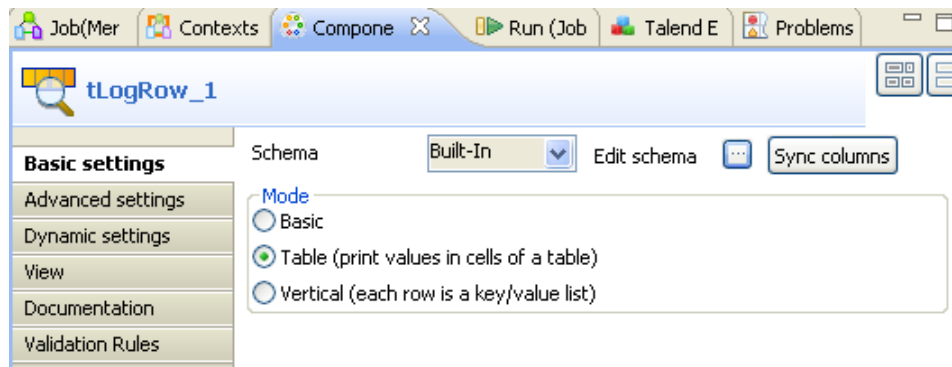 Job(Mer Contexts Compone Run (Job Talend E Problems
tLogRow_1
Basic settings
Schema Built-In Edit schema ... Sync columns
Advanced settings
Mode
Basic
Dynamic settings
Table (print values in cells of a table)
View
Vertical (each row is a key/value list)
Documentation
Validation Rules